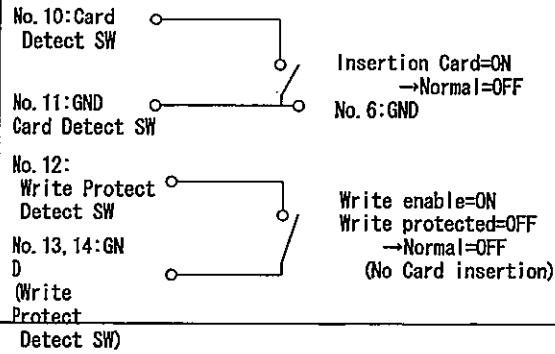 No. 10:Card
Detect SW
Insertion Card=ON
→Normal=OFF
No. 11:GND
Card Detect SW
No. 6:GND
No. 12:
Write Protect
Detect SW
Write enable=ON
Write protected=OFF
→Normal=OFF
(No Card insertion)
No. 13, 14:GN
D
(Write
Protect
Detect SW)